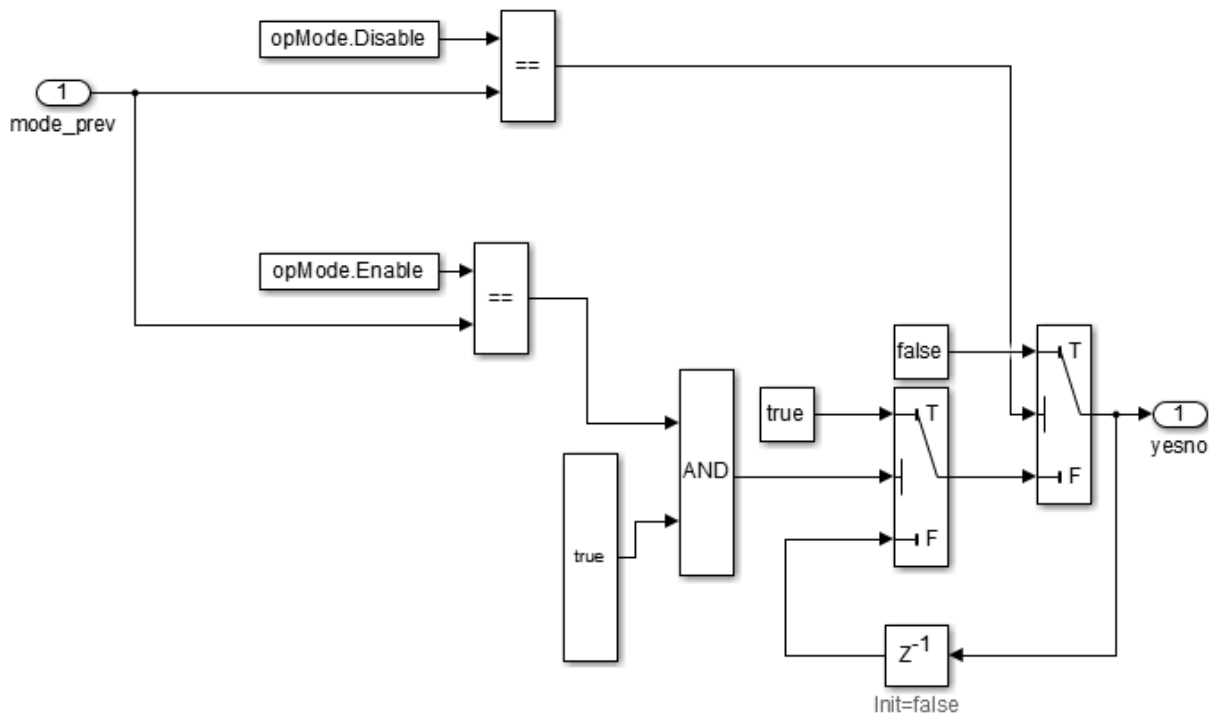 opMode.Disable
==
1
mode_prev
opMode.Enable
==
false
T
true
T
1
yesno
AND
F
true
F
Z-1
Init=false